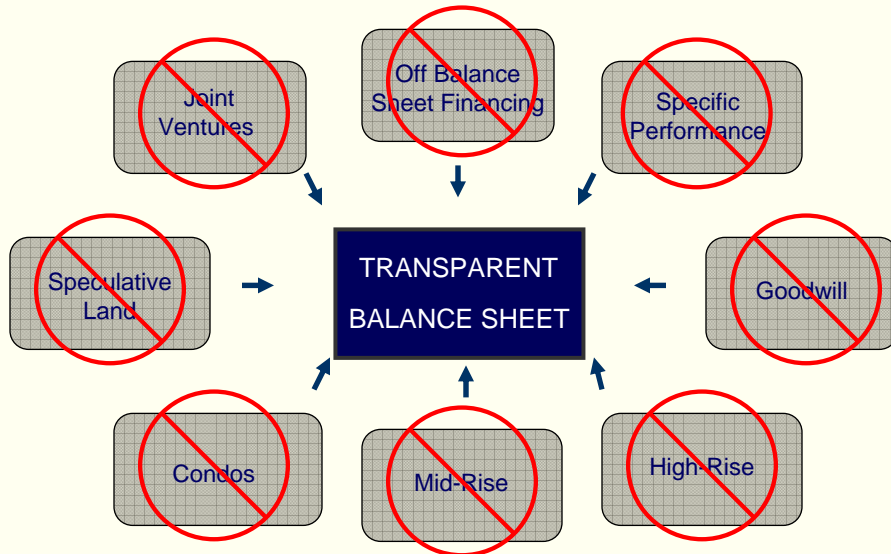 Joint
Ventures
Off Balance
Sheet Financing
Specific
Performance
Speculative
Land
TRANSPARENT
BALANCE SHEET
Goodwill
Condos
Mid-Rise
High-Rise